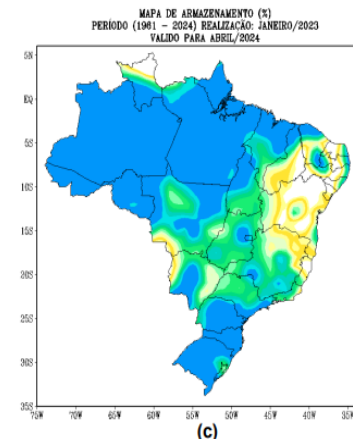 MAPA DE ARMAZENAMENTO (%)
PERÍODO (1961 - 2024) REALIZAÇÃO: JANEIRO/2023
VALIDO PARA ABRIL/2024
5N
EQ
5S
10S
15S
20S
25S
30S
35S
75W 70W 65W 60W 55W 50W 45W 40W 35W
(c)